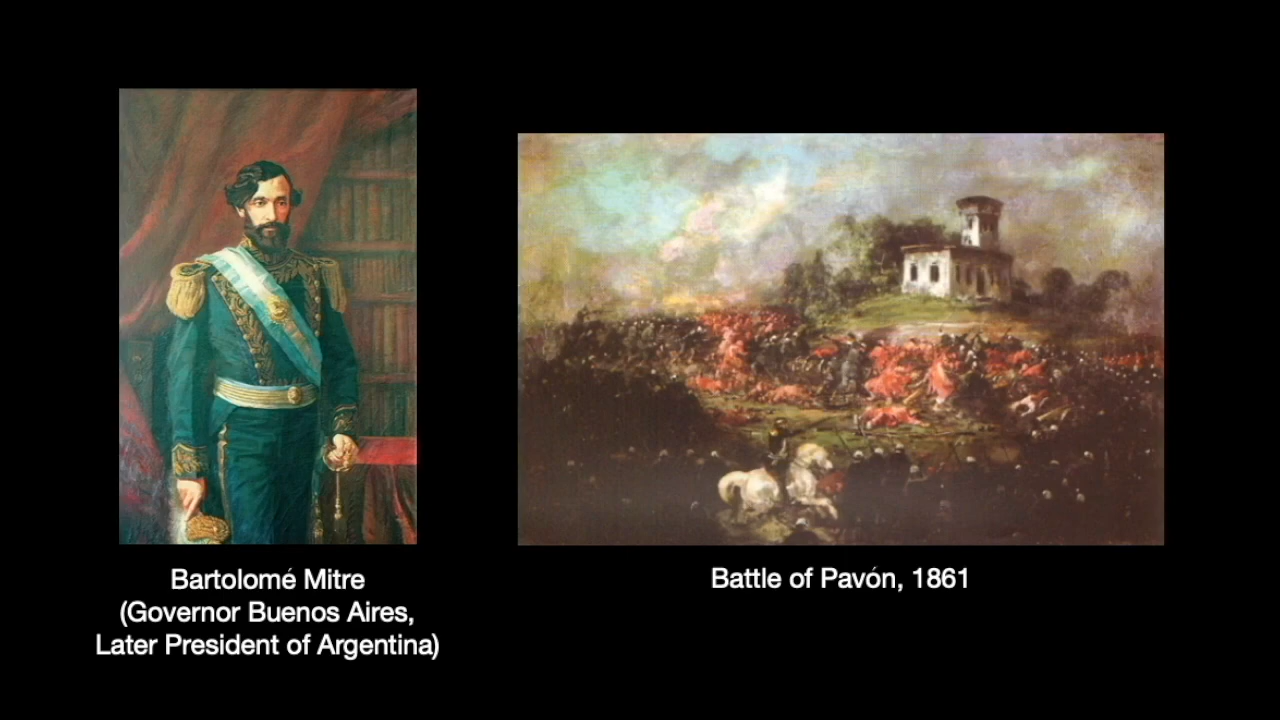 Bartolomé Mitre
(Governor Buenos Aires,
Later President of Argentina)
Battle of Pavón, 1861